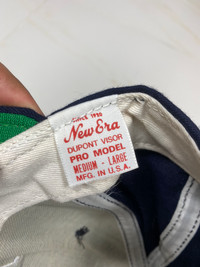 SINCE 1920
New Era
DUPONT VISOR
PRO MODEL
MEDIUM - LARGE
MFG. IN U.S.A.